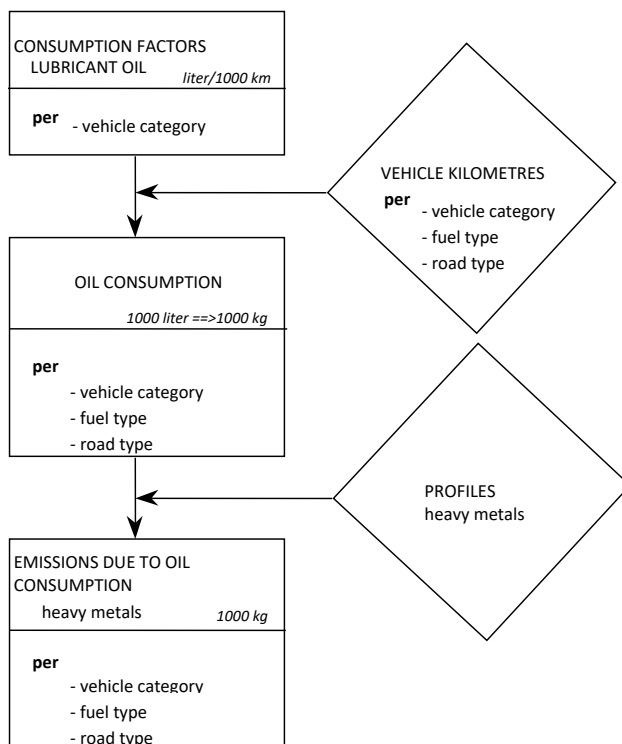 CONSUMPTION FACTORS
LUBRICANT OIL
liter/1000 km
per
- vehicle category
VEHICLE KILOMETRES
per
- vehicle category
- fuel type
- road type
OIL CONSUMPTION
1000 liter ==>1000 kg
per
- vehicle category
- fuel type
- road type
PROFILES
heavy metals
EMISSIONS DUE TO OIL
CONSUMPTION
heavy metals
1000 kg
per
- vehicle category
- fuel type
- road type